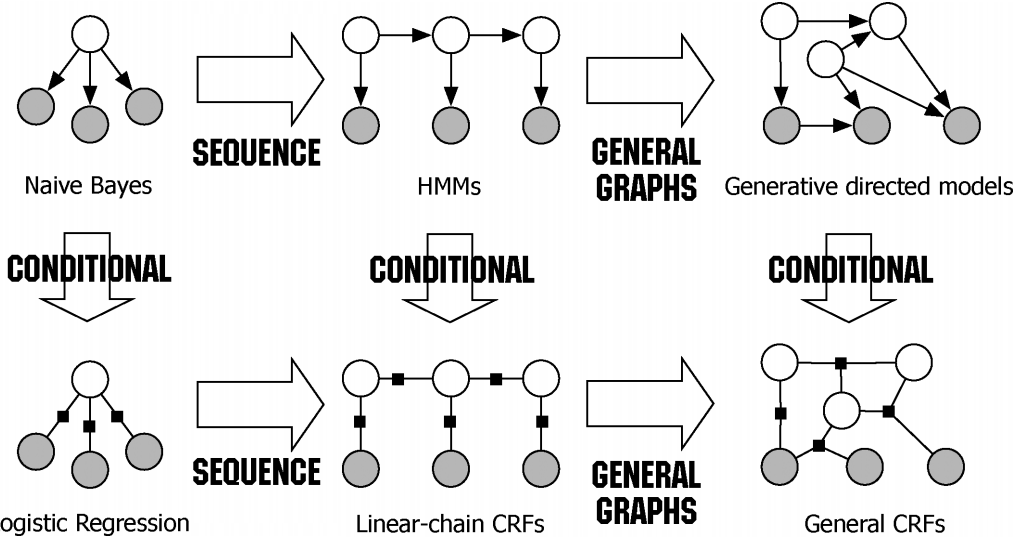 SEQUENCE
GENERAL
GRAPHS
Naive Bayes
HMMs
Generative directed models
CONDITIONAL
CONDITIONAL
CONDITIONAL
SEQUENCE
GENERAL
GRAPHS
ogistic Regression
Linear-chain CRFs
General CRFs